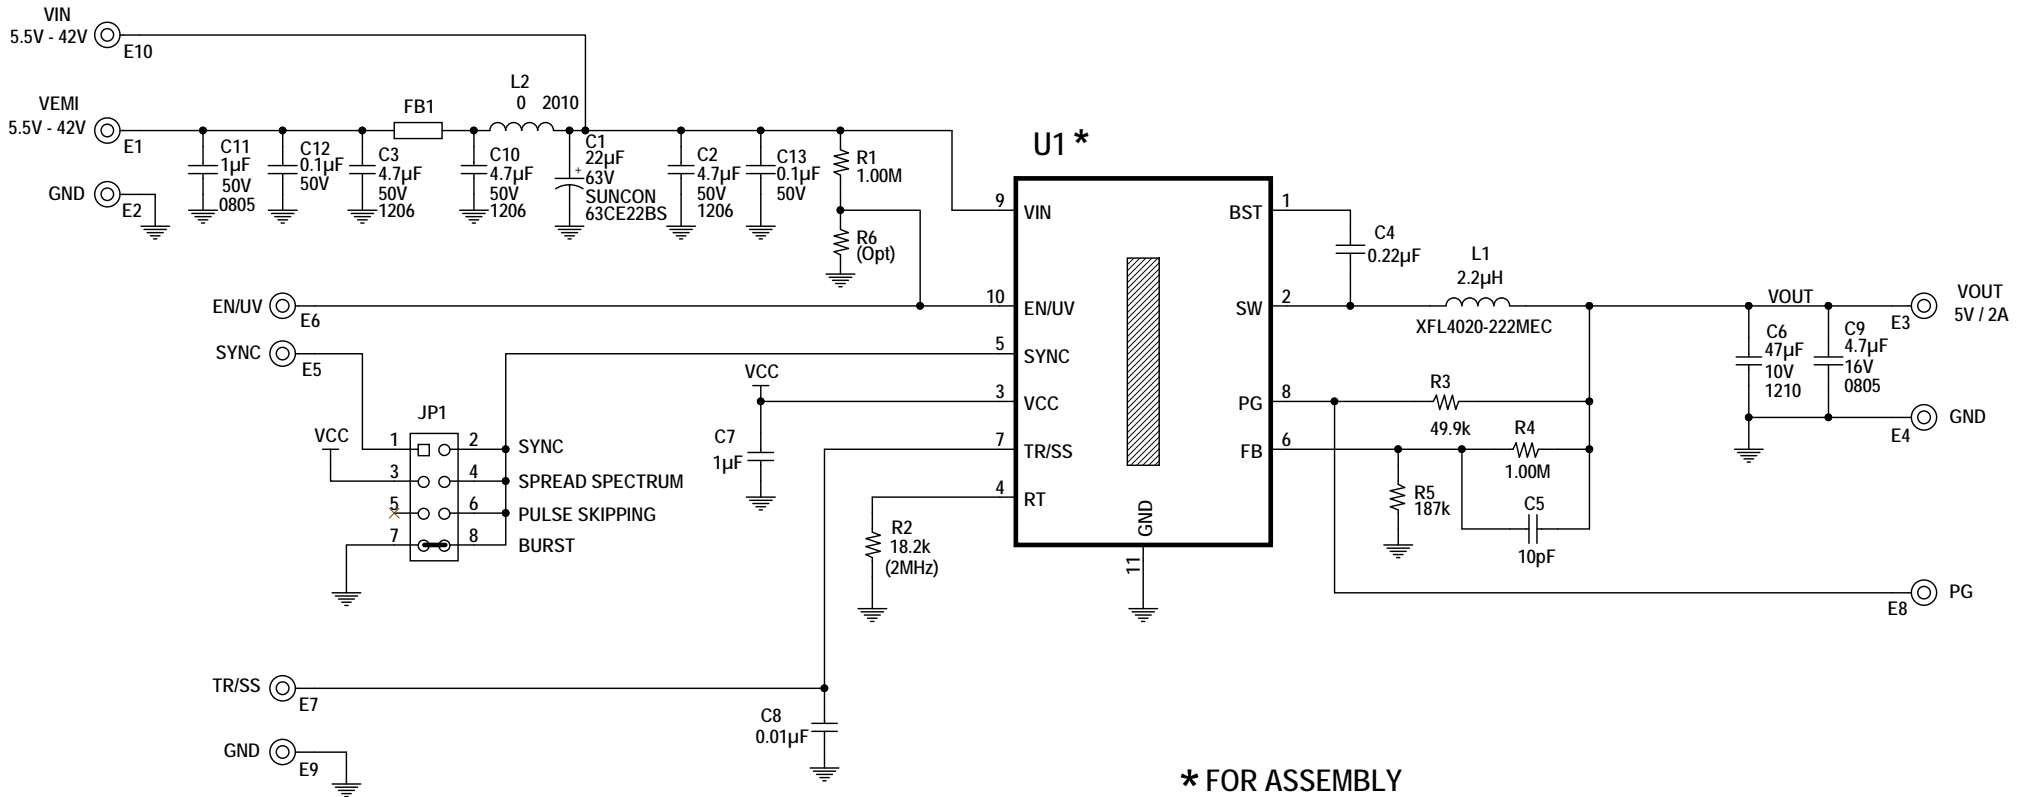 VIN
5.5V - 42V
E10
VEMI
5.5V - 42V
E1
GND
E2
C11
1µF
50V
0805
C12
0.1µF
50V
C3
4.7µF
50V
1206
FB1
L2
0 2010
C10
4.7µF
50V
1206
C1
22µF
+
63V
SUNCON
63CE22BS
C2
4.7µF
50V
1206
C13
0.1µF
50V
R1
1.00M
R6
(Opt)
EN/UV
E6
SYNC
E5
JP1
VCC
1
2
SYNC
3
4
SPREAD SPECTRUM
5
6
PULSE SKIPPING
7
8
BURST
VCC
C7
1µF
R2
18.2k
(2MHz)
TR/SS
E7
C8
0.01µF
GND
E9
U1 *
9
VIN
10
EN/UV
5
SYNC
3
VCC
7
TR/SS
4
RT
GND
11
BST
1
SW
2
PG
8
FB
6
C4
0.22µF
L1
2.2µH
XFL4020-222MEC
R3
49.9k
R4
1.00M
R5
187k
C5
10pF
VOUT
C6
47µF
10V
1210
C9
4.7µF
16V
0805
VOUT
5V / 2A
E3
GND
E4
PG
E8
* FOR ASSEMBLY